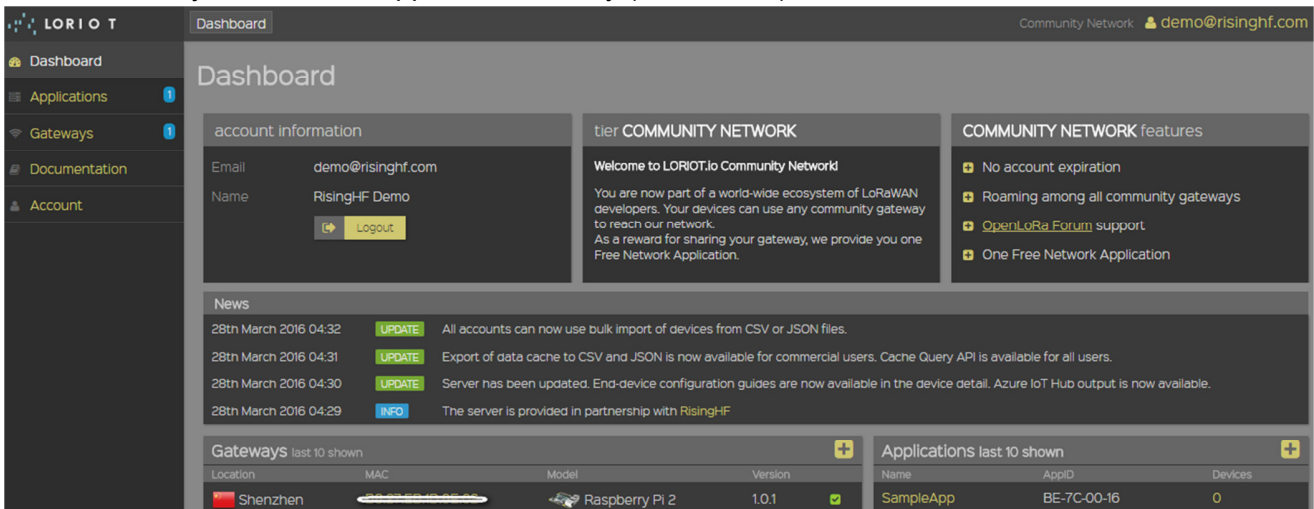 LORIOT
Dashboard
Community Network demo@risinghf.com
Dashboard
Applications 1
Gateways 1
Documentation
Account
Dashboard
account information
Email demo@risinghf.com
Name RisingHF Demo
Logout
tier COMMUNITY NETWORK
Welcome to LORIOT.io Community Network!
You are now part of a world-wide ecosystem of LoRaWAN
developers. Your devices can use any community gateway
to reach our network.
As a reward for sharing your gateway, we provide you one
Free Network Application.
COMMUNITY NETWORK features
No account expiration
Roaming among all community gateways
OpenLoRa Forum support
One Free Network Application
News
28th March 2016 04:32 UPDATE All accounts can now use bulk import of devices from CSV or JSON files.
28th March 2016 04:31 UPDATE Export of data cache to CSV and JSON is now available for commercial users. Cache Query API is available for all users.
28th March 2016 04:30 UPDATE Server has been updated. End-device configuration guides are now available in the device detail. Azure IoT Hub output is now available.
28th March 2016 04:29 INFO The server is provided in partnership with RisingHF
Gateways last 10 shown
Location MAC Model Version
Shenzhen Raspberry Pi 2 1.0.1
Applications last 10 shown
Name AppID Devices
SampleApp BE-7C-00-16 0